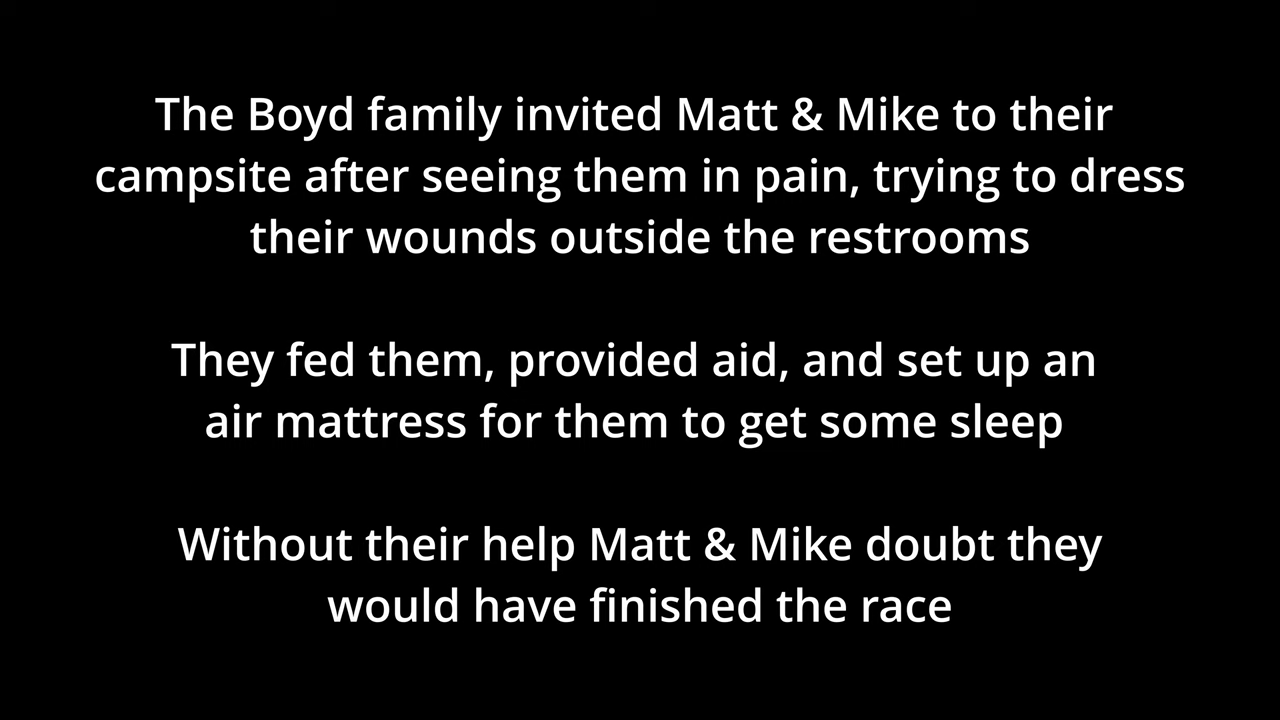 The Boyd family invited Matt & Mike to their
campsite after seeing them in pain, trying to dress
their wounds outside the restrooms
They fed them, provided aid, and set up an
air mattress for them to get some sleep
Without their help Matt & Mike doubt they
would have finished the race